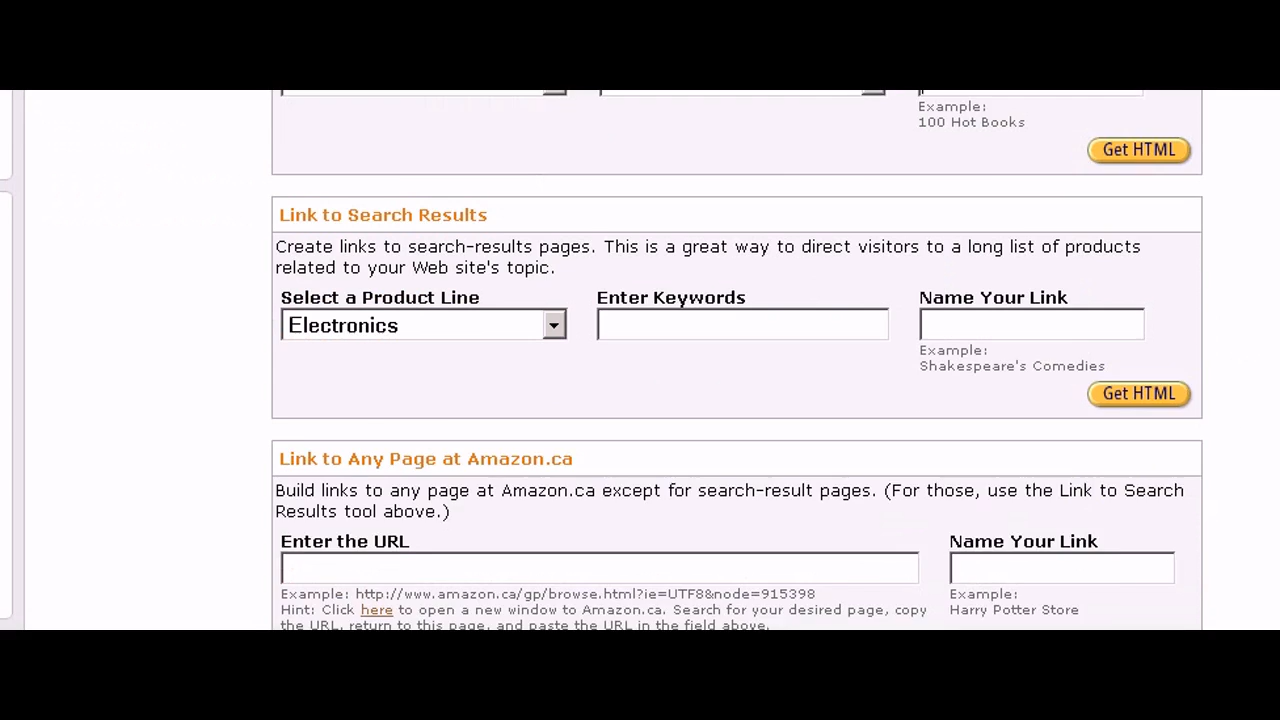 Example:
100 Hot Books
Get HTML
Link to Search Results
Create links to search-results pages. This is a great way to direct visitors to a long list of products
related to your Web site's topic.
Select a Product Line Enter Keywords Name Your Link
Electronics
Example:
Shakespeare's Comedies
Get HTML
Link to Any Page at Amazon.ca
Build links to any page at Amazon.ca except for search-result pages. (For those, use the Link to Search
Results tool above.)
Enter the URL Name Your Link
Example: http://www.amazon.ca/gp/browse.html?ie=UTF8&node=915398 Example:
Hint: Click here to open a new window to Amazon.ca. Search for your desired page, copy Harry Potter Store
the URL, return to this page, and paste the URL in the field above.